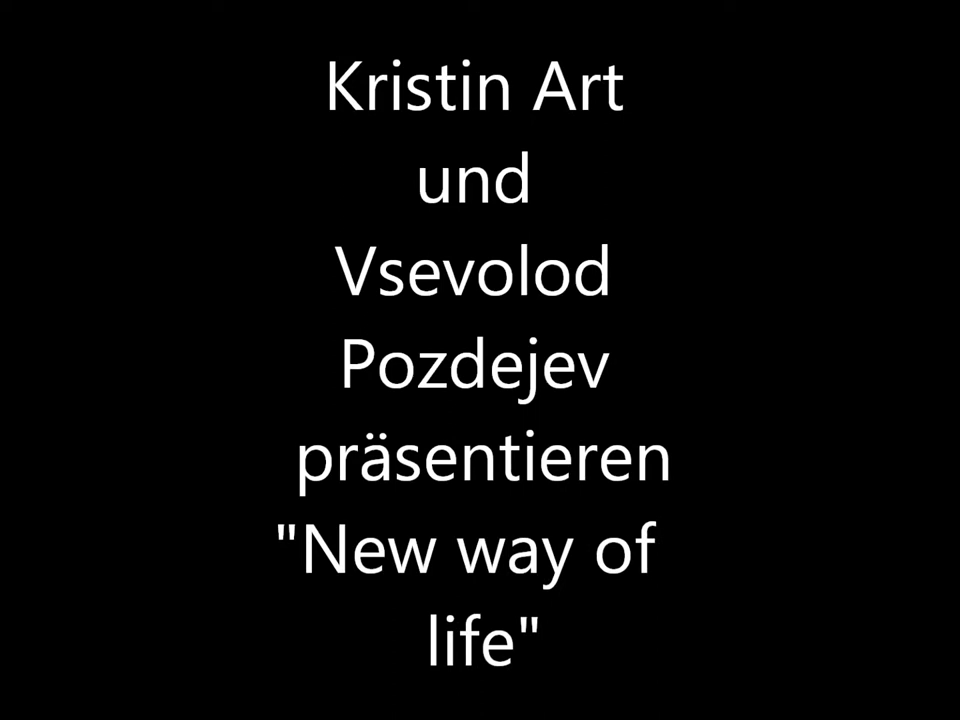 Kristin Art
und
Vsevolod
Pozdejev
präsentieren
"New way of
life"